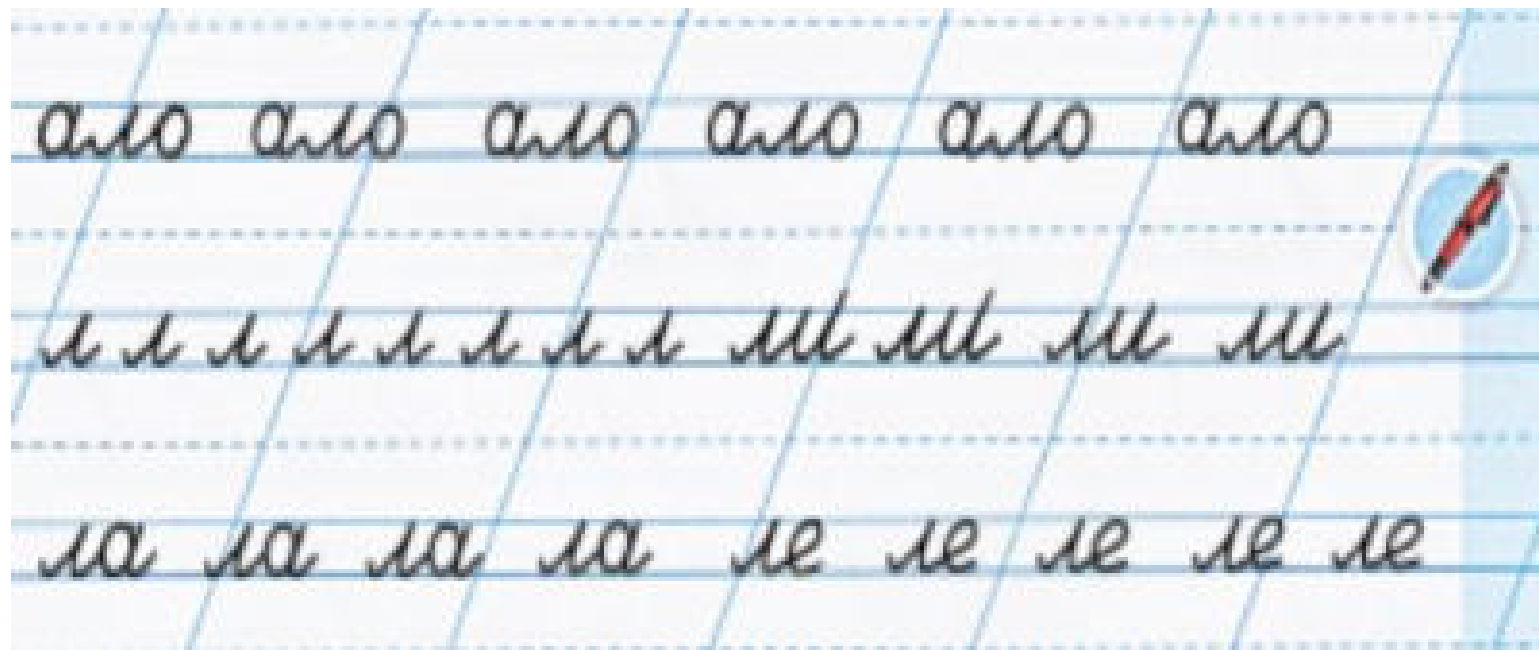 ало ало ало ало ало ало
л л л л л л л л ли ли ли ли
ла ла ла ла ле ле ле ле ле